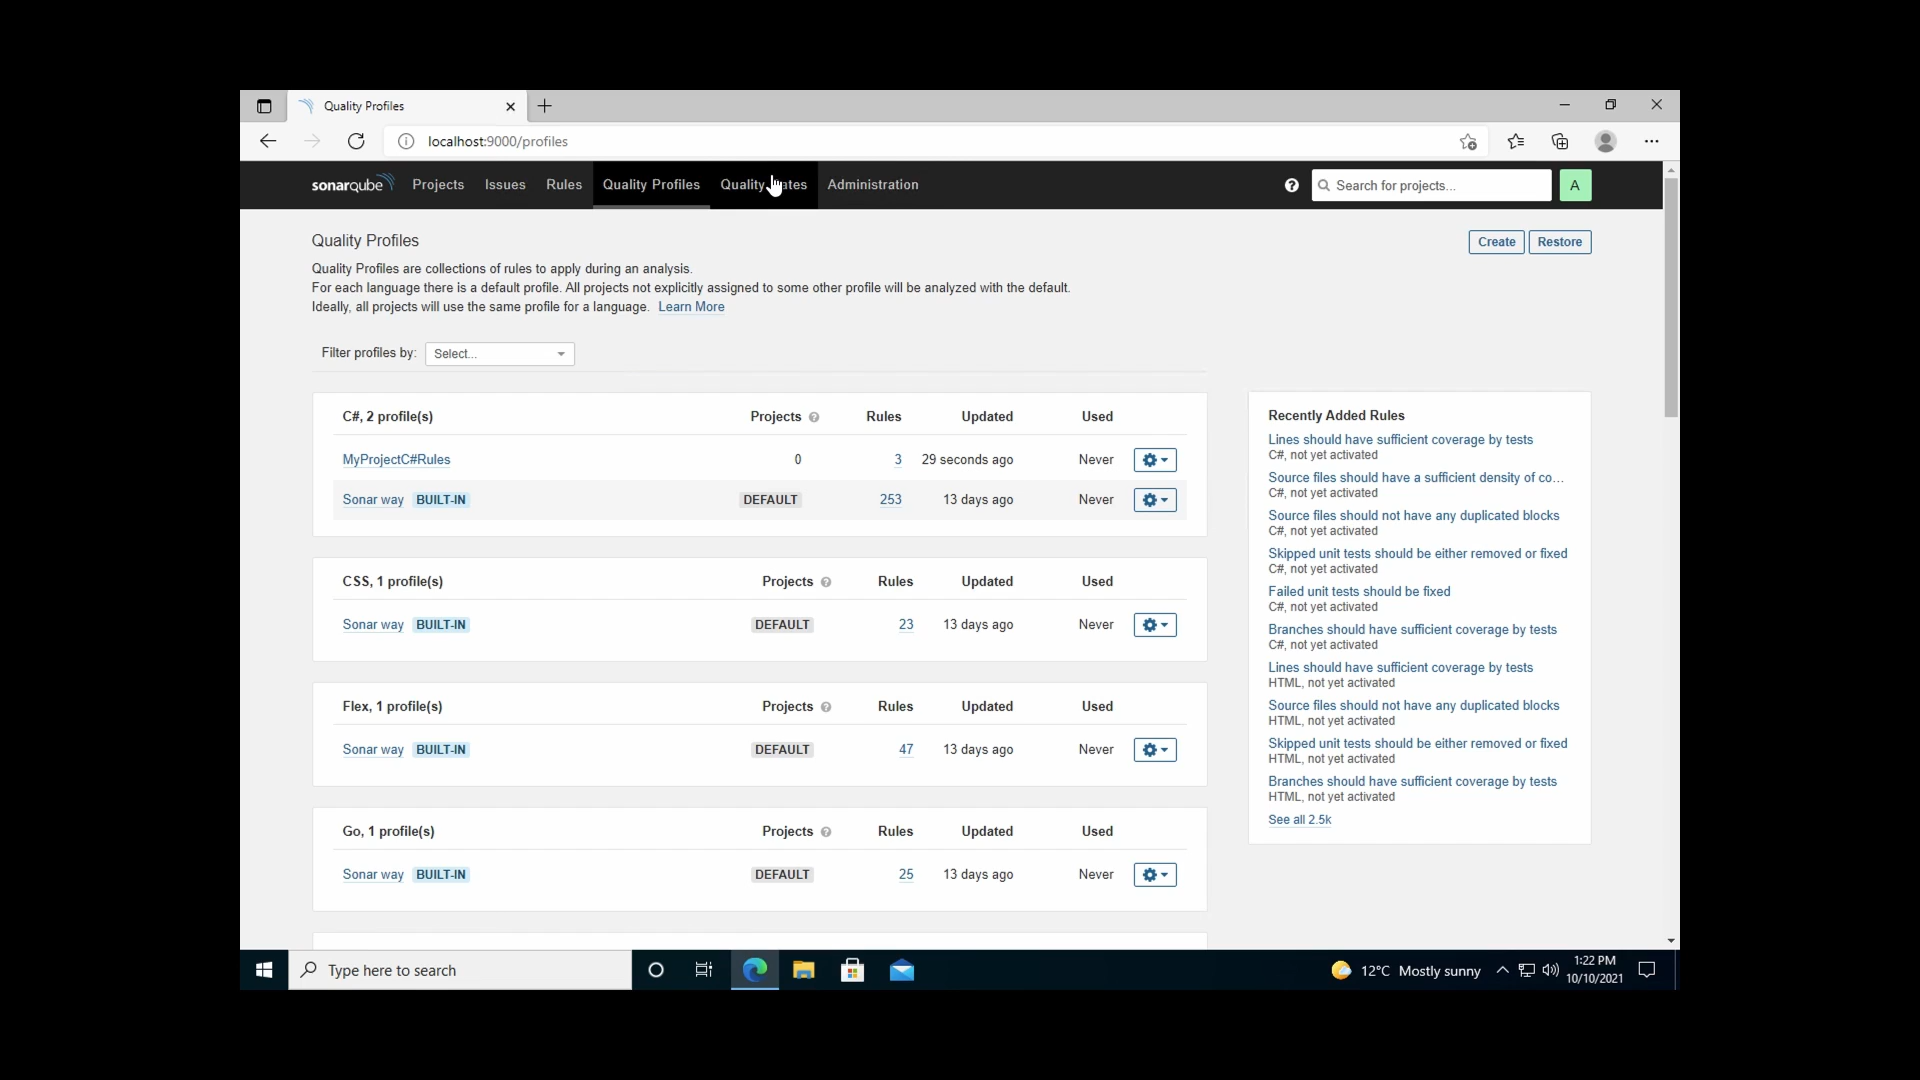 Quality Profiles
localhost:9000/profiles
sonarqube Projects Issues Rules Quality Profiles Quality Administration Search for projects... A
Quality Profiles Create Restore
Quality Profiles are collections of rules to apply during an analysis.
For each language there is a default profile. All projects not explicitly assigned to some other profile will be analyzed with the default.
Ideally, all projects will use the same profile for a language. Learn More
Filter profiles by: Select...
C#, 2 profile(s) Projects ? Rules Updated Used
MyProjectC#Rules 0 3 29 seconds ago Never
Sonar way BUILT-IN DEFAULT 253 13 days ago Never
CSS, 1 profile(s) Projects ? Rules Updated Used
Sonar way BUILT-IN DEFAULT 23 13 days ago Never
Flex, 1 profile(s) Projects ? Rules Updated Used
Sonar way BUILT-IN DEFAULT 47 13 days ago Never
Go, 1 profile(s) Projects ? Rules Updated Used
Sonar way BUILT-IN DEFAULT 25 13 days ago Never
Recently Added Rules
Lines should have sufficient coverage by tests
C#, not yet activated
Source files should have a sufficient density of co...
C#, not yet activated
Source files should not have any duplicated blocks
C#, not yet activated
Skipped unit tests should be either removed or fixed
C#, not yet activated
Failed unit tests should be fixed
C#, not yet activated
Branches should have sufficient coverage by tests
C#, not yet activated
Lines should have sufficient coverage by tests
HTML, not yet activated
Source files should not have any duplicated blocks
HTML, not yet activated
Skipped unit tests should be either removed or fixed
HTML, not yet activated
Branches should have sufficient coverage by tests
HTML, not yet activated
See all 2.5k
Type here to search
12°C Mostly sunny
1:22 PM
10/10/2021